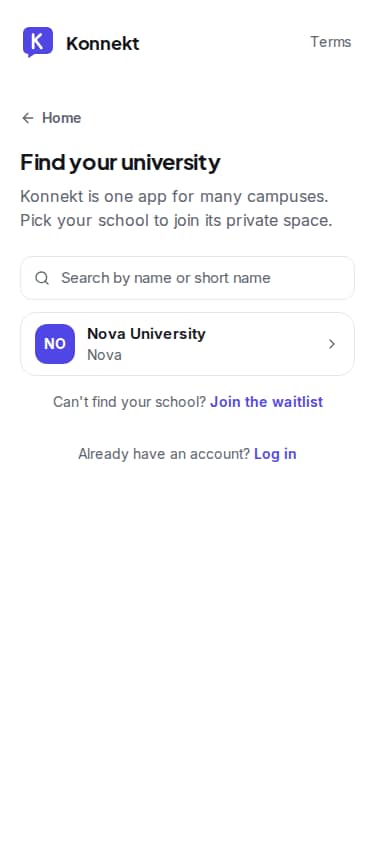 K
Konnekt
Terms
Home
Find your university
Konnekt is one app for many campuses.
Pick your school to join its private space.
Search by name or short name
NO
Nova University
Nova
Can't find your school? Join the waitlist
Already have an account? Log in